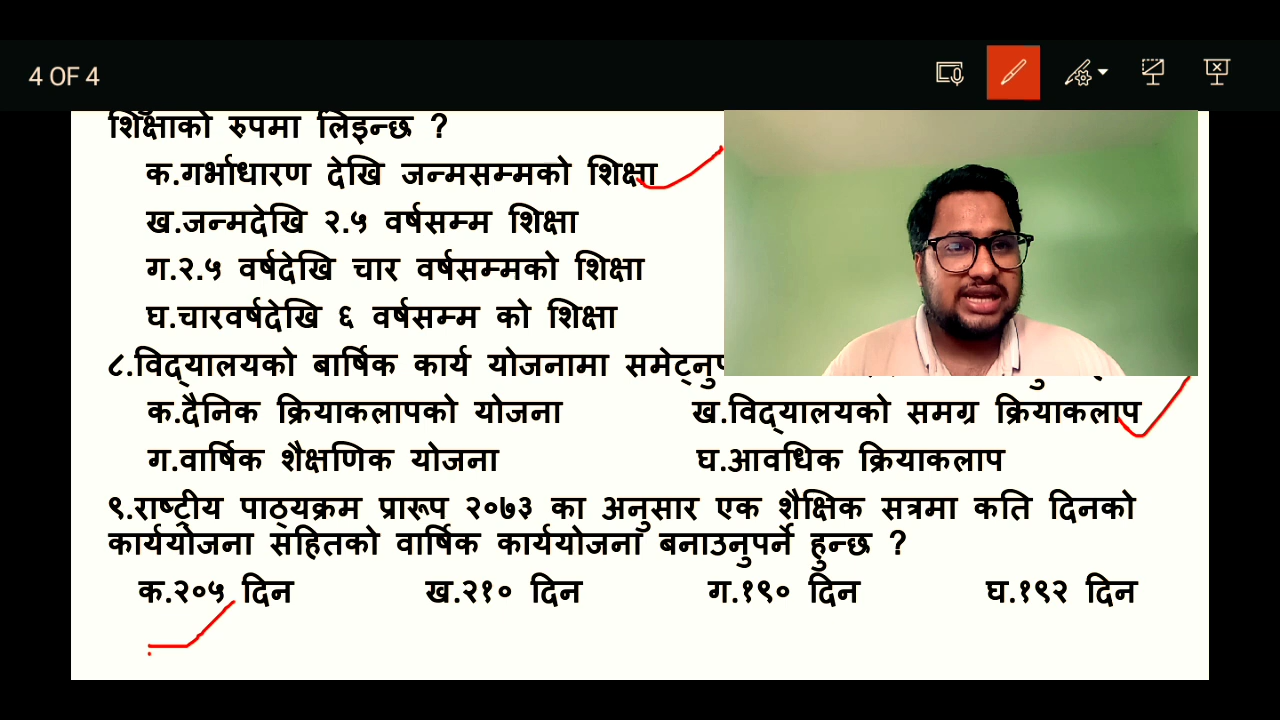 4 OF 4
शिक्षाको रुपमा लिइन्छ ?
क.गर्भाधारण देखि जन्मसम्मको शिक्षा
ख.जन्मदेखि २.५ वर्षसम्म शिक्षा
ग.२.५ वर्षदेखि चार वर्षसम्मको शिक्षा
घ.चारवर्षदेखि ६ वर्षसम्म को शिक्षा
८.विद्यालयको बार्षिक कार्य योजनामा
क.दैनिक क्रियाकलापको योजना ख.विद्यालयको समग्र क्रियाकलाप
ग.वार्षिक शैक्षणिक योजना घ.आवधिक क्रियाकलाप
९.राष्ट्रीय पाठ्यक्रम प्रारूप २०७३ का अनुसार एक शैक्षिक सत्रमा कति दिनको
कार्ययोजना सहितको वार्षिक कार्ययोजना बनाउनुपर्ने हुन्छ ?
क.२०५ दिन ख.२१० दिन ग.१९० दिन घ.१९२ दिन